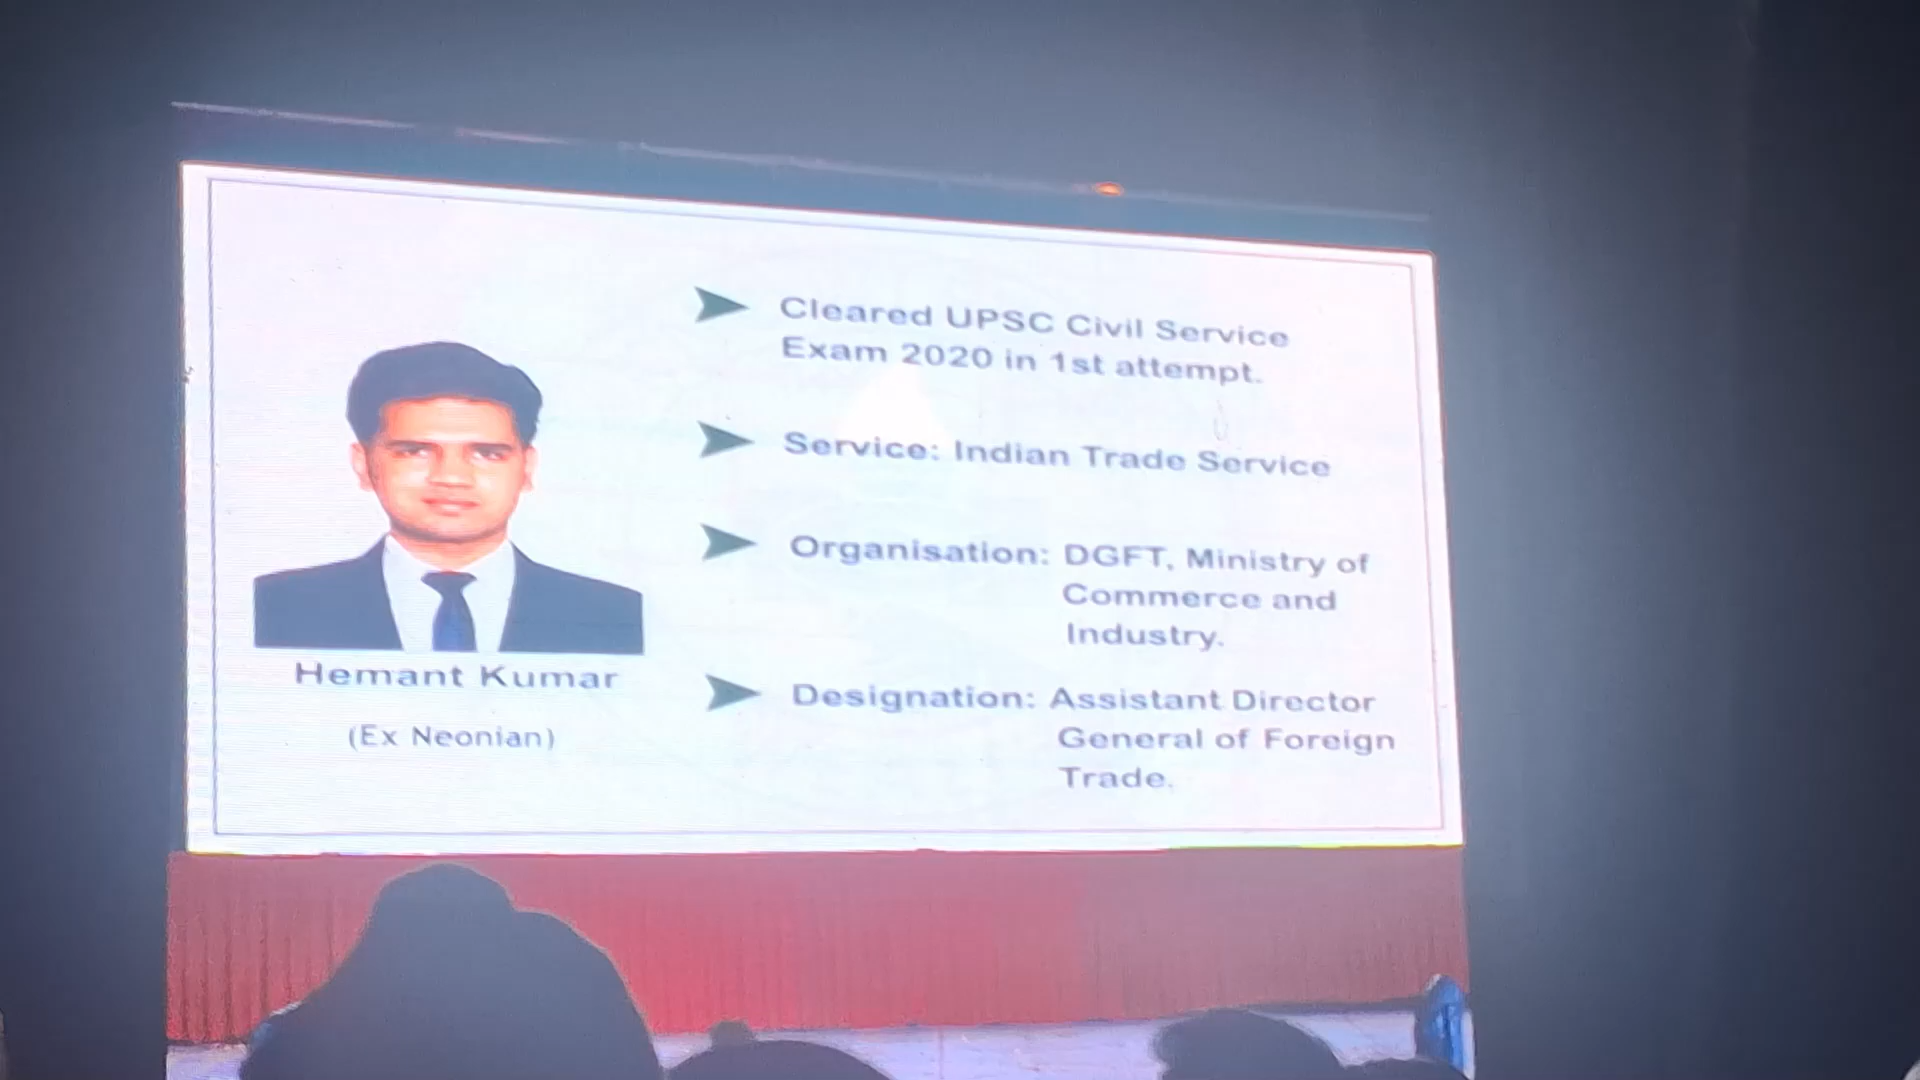 Cleared UPSC Civil Service
Exam 2020 in 1st attempt.
Service: Indian Trade Service
Organisation: DGFT, Ministry of
Commerce and
Industry.
Designation: Assistant Director
General of Foreign
Trade.
Hemant Kumar
(Ex Neonian)